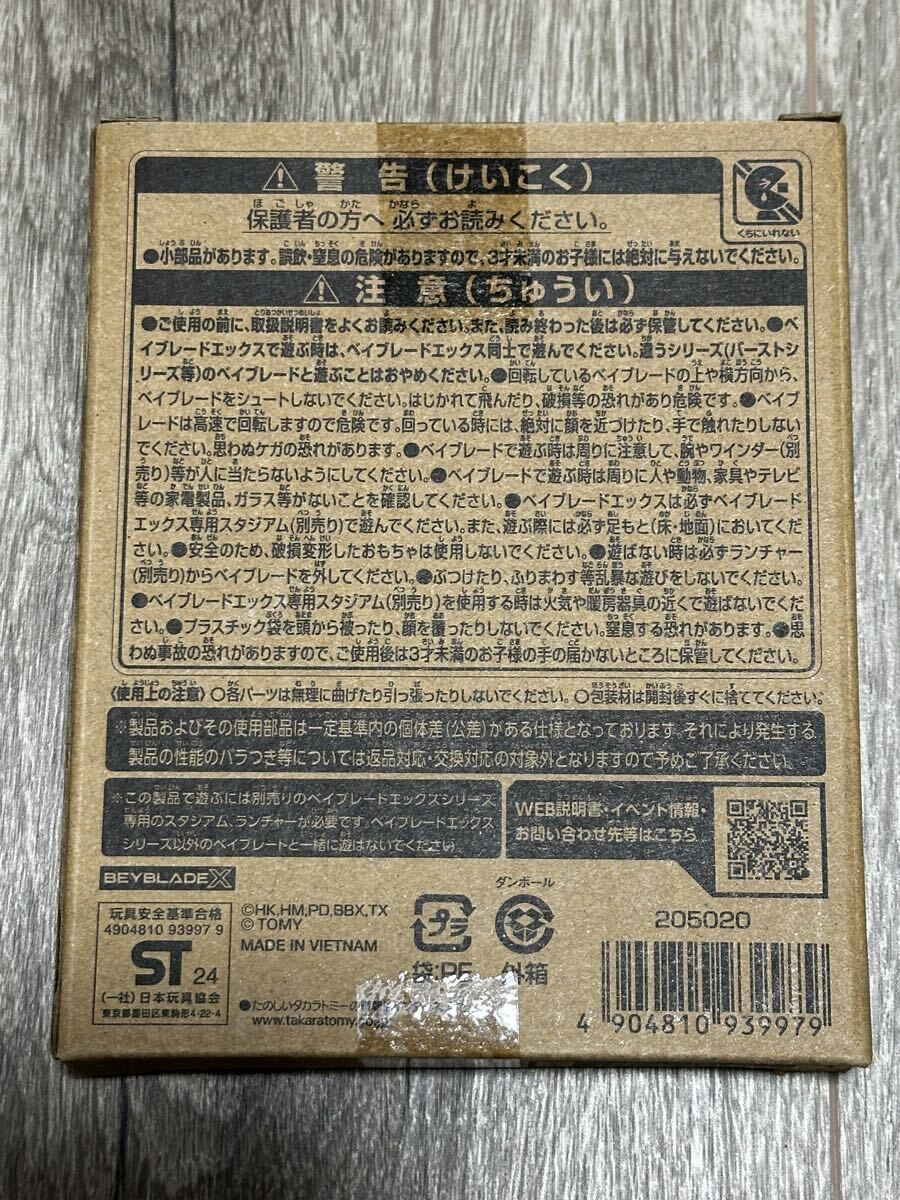 ⚠ 警 告(けいこく)
くちにいれない
保護者の方へ 必ずお読みください。
●小部品があります。誤飲・窒息の危険がありますので、3才未満のお子様には絶対に与えないでください。
⚠ 注 意(ちゅうい)
●ご使用の前に、取扱説明書をよくお読みください。また、読み終わった後は必ず保管してください。●ベ
イブレードエックスで遊ぶ時は、ベイブレードエックス同士で遊んでください。違うシリーズ(バーストシ
リーズ等)のベイブレードと遊ぶことはおやめください。●回転しているベイブレードの上や横方向から、
ベイブレードをシュートしないでください。はじかれて飛んだり、破損等の恐れがあり危険です。●ベイブ
レードは高速で回転しますので危険です。回っている時には、絶対に顔を近づけたり、手で触れたりしない
でください。思わぬケガの恐れがあります。●ベイブレードで遊ぶ時は周りに注意して、腕やワインダー(別
売り)等が人に当たらないようにしてください。●ベイブレードで遊ぶ時は周りに人や動物、家具やテレビ
等の家電製品、ガラス等がないことを確認してください。●ベイブレードエックスは必ずベイブレード
エックス専用スタジアム(別売り)で遊んでください。また、遊ぶ際には必ず足もと(床・地面)においてくだ
さい。●安全のため、破損変形したおもちゃは使用しないでください。●遊ばない時は必ずランチャー
(別売り)からベイブレードを外してください。●ぶつけたり、ふりまわす等乱暴な遊びをしないでください。
●ベイブレードエックス専用スタジアム(別売り)を使用する時は火気や暖房器具の近くで遊ばないでくだ
さい。●プラスチック袋を頭から被ったり、顔を覆ったりしないでください。窒息する恐れがあります。●思
わぬ事故の恐れがありますので、ご使用後は3才未満のお子様の手の届かないところに保管してください。
〈使用上の注意〉○各パーツは無理に曲げたり引っ張ったりしないでください。○包装材は開封後すぐに捨ててください。
※製品およびその使用部品は一定基準内の個体差(公差)がある仕様となっております。それにより発生する
製品の性能のバラつき等については返品対応・交換対応の対象外となりますので予めご了承ください。
※この製品で遊ぶには別売りのベイブレードエックスシリーズ
専用のスタジアム、ランチャーが必要です。ベイブレードエックス
シリーズ以外のベイブレードと一緒に遊ばないでください。
WEB説明書・イベント情報・
お問い合わせ先等はこちら
BEYBLADE X
玩具安全基準合格
4904810 93997 9
ST 24
(一社)日本玩具協会
東京都墨田区東駒形4-22-4
©HK,HM,PD,BBX,TX
© TOMY
MADE IN VIETNAM
●たのしいタカラトミーの
www.takaratomy.co.jp
プラ
袋:PE
ダンボール
外箱
205020
4 904810 939979